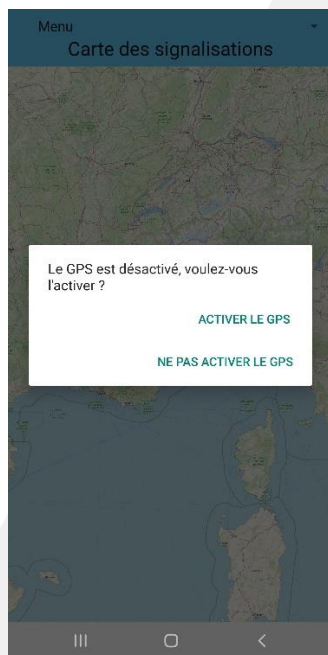 Menu
Carte des signalisations
Le GPS est désactivé, voulez-vous
l'activer ?
ACTIVER LE GPS
NE PAS ACTIVER LE GPS